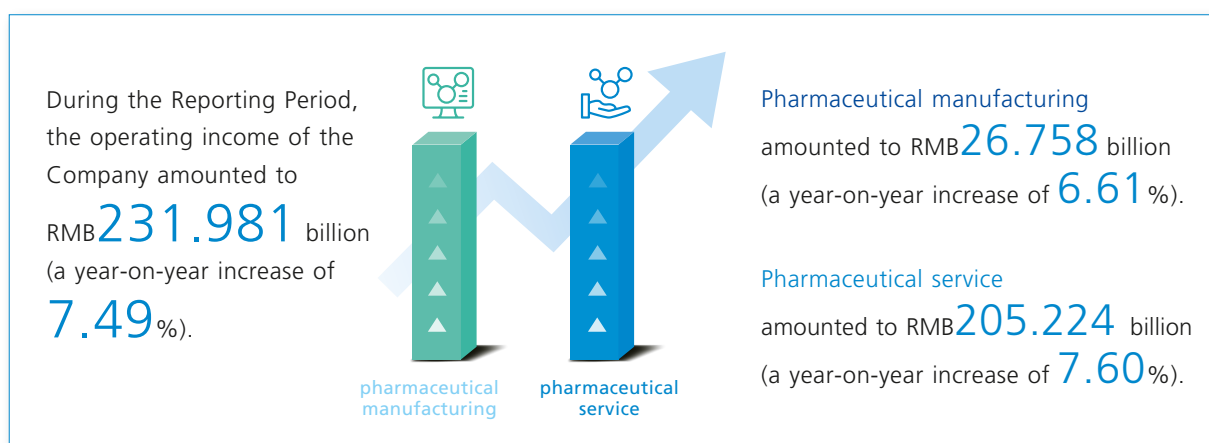 During the Reporting Period,
the operating income of the
Company amounted to
RMB231.981 billion
(a year-on-year increase of
7.49%).
pharmaceutical
manufacturing
pharmaceutical
service
Pharmaceutical manufacturing
amounted to RMB26.758 billion
(a year-on-year increase of 6.61%).
Pharmaceutical service
amounted to RMB205.224 billion
(a year-on-year increase of 7.60%).